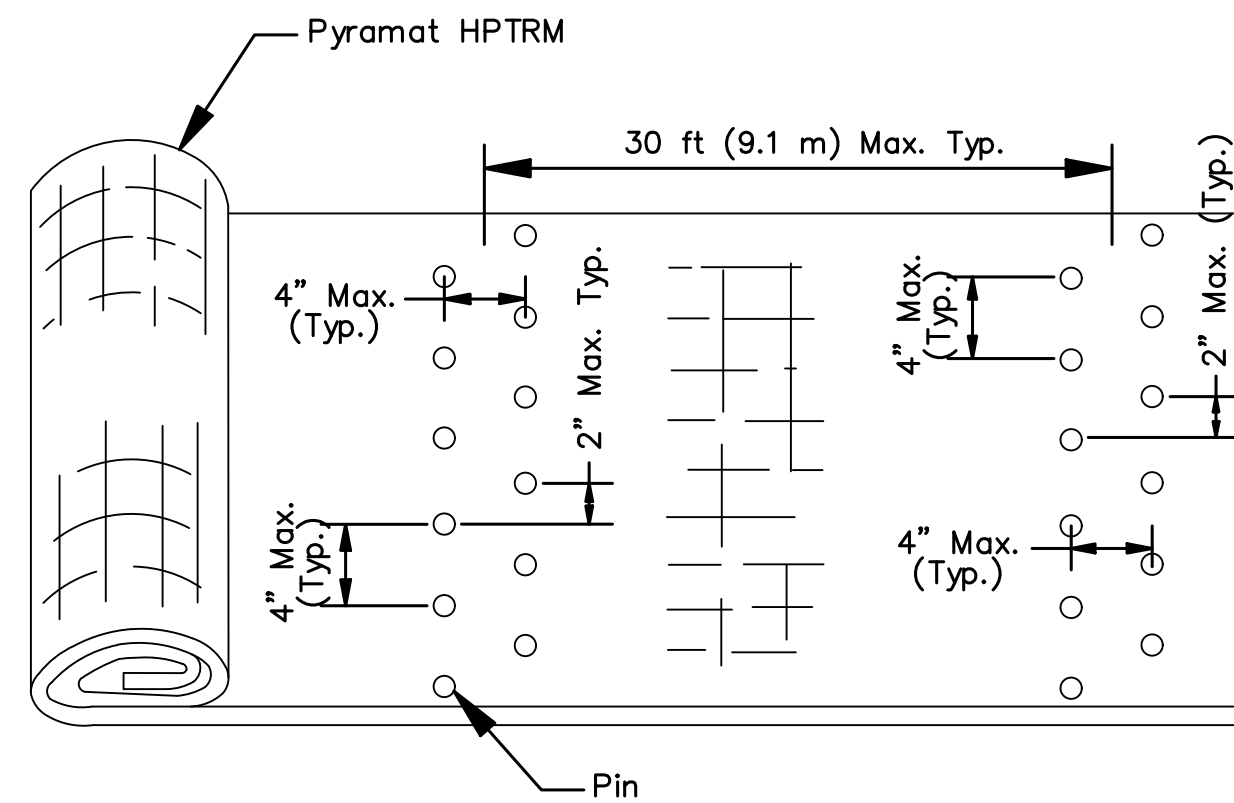 Pyramat HPTRM
30 ft (9.1 m) Max. Typ.
4” Max.
(Typ.)
2” Max. Typ.
4” Max.
(Typ.)
2” Max. (Typ.)
4” Max.
(Typ.)
4” Max.
(Typ.)
Pin